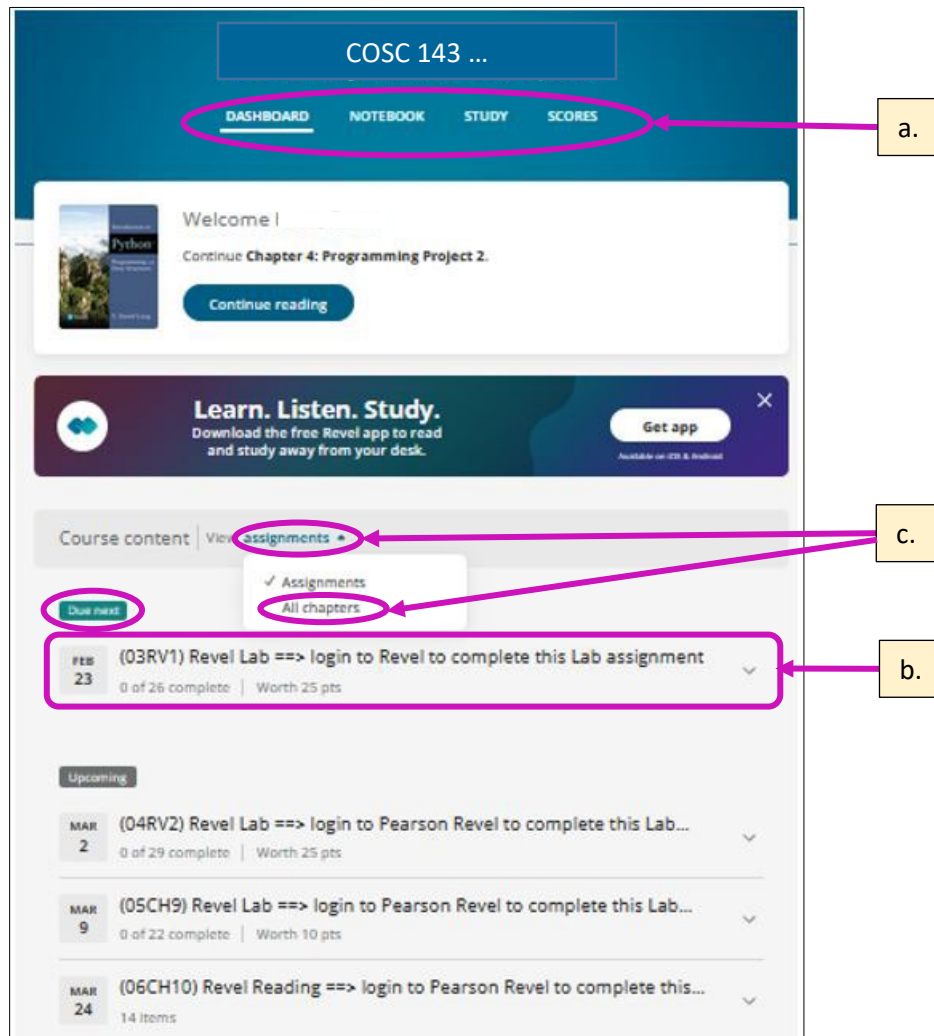 COSC 143 ...
DASHBOARD NOTEBOOK STUDY SCORES
a.
Python
Welcome
Continue Chapter 4: Programming Project 2.
Continue reading
Learn. Listen. Study.
Download the free Revel app to read
and study away from your desk.
Get app
Available on iOS & Android
Course content | View assignments
c.
✓ Assignments
All chapters
Due next
FEB
23
(03RV1) Revel Lab ==> login to Revel to complete this Lab assignment
0 of 26 complete | Worth 25 pts
b.
Upcoming
MAR
2
(04RV2) Revel Lab ==> login to Pearson Revel to complete this Lab...
0 of 29 complete | Worth 25 pts
MAR
9
(05CH9) Revel Lab ==> login to Pearson Revel to complete this Lab...
0 of 22 complete | Worth 10 pts
MAR
24
(06CH10) Revel Reading ==> login to Pearson Revel to complete this...
14 items